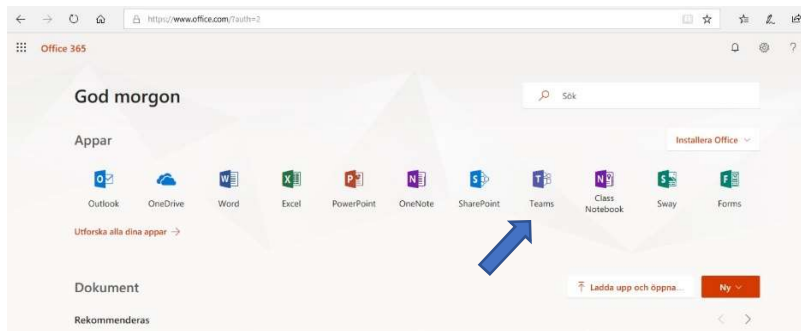 https://www.office.com/?auth=2
Office 365
?
God morgon
Sök
Appar
Installera Office
Outlook OneDrive Word Excel PowerPoint OneNote SharePoint Teams Class Notebook Sway Forms
Utforska alla dina appar →
Dokument
Ladda upp och öppna...
Ny
Rekommenderas